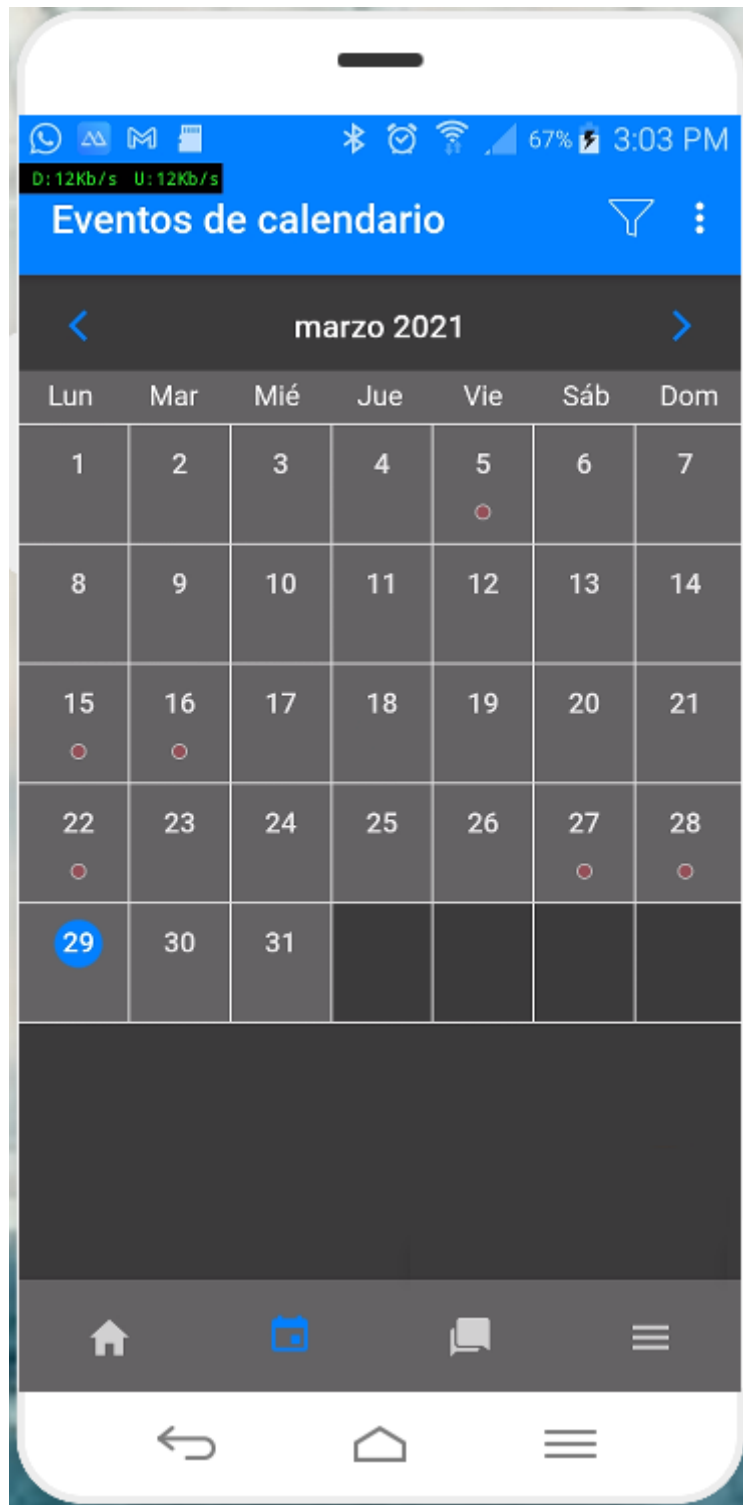 67% 3:03 PM
D:12Kb/s U:12Kb/s
Eventos de calendario
marzo 2021
Lun Mar Mié Jue Vie Sáb Dom
1 2 3 4 5 6 7
8 9 10 11 12 13 14
15 16 17 18 19 20 21
22 23 24 25 26 27 28
29 30 31